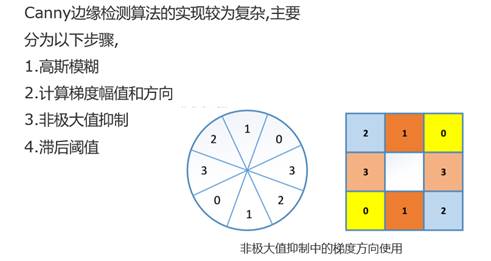 Canny边缘检测算法的实现较为复杂,主要
分为以下步骤,
1.高斯模糊
2.计算梯度幅值和方向
3.非极大值抑制
4.滞后阈值
2 1 0
3 3
0 1 2
2 1 0
3 3
0 1 2
非极大值抑制中的梯度方向使用